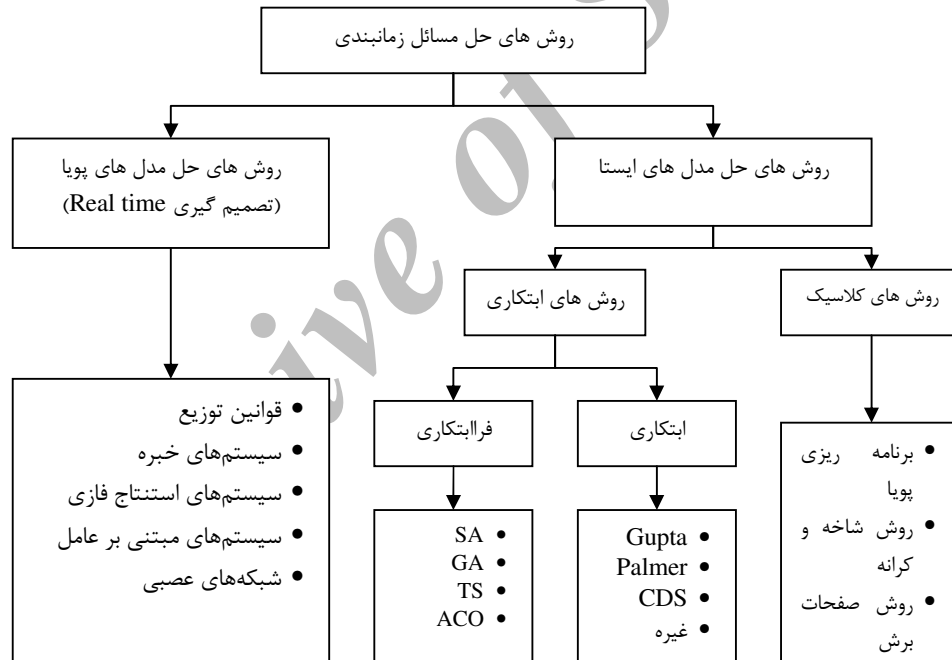 روش های حل مسائل زمانبندی
روش های حل مدل های ایستا
روش های حل مدل های پویا
(تصمیم گیری Real time)
روش های کلاسیک
روش های ابتکاری
ابتکاری
فراابتکاری
• برنامه ریزی
پویا
• روش شاخه و
کرانه
• روش صفحات
برش
• Gupta
• Palmer
• CDS
• غیره
• SA
• GA
• TS
• ACO
• قوانین توزیع
• سیستم‌های خبره
• سیستم‌های استنتاج فازی
• سیستم‌های مبتنی بر عامل
• شبکه‌های عصبی
ive of